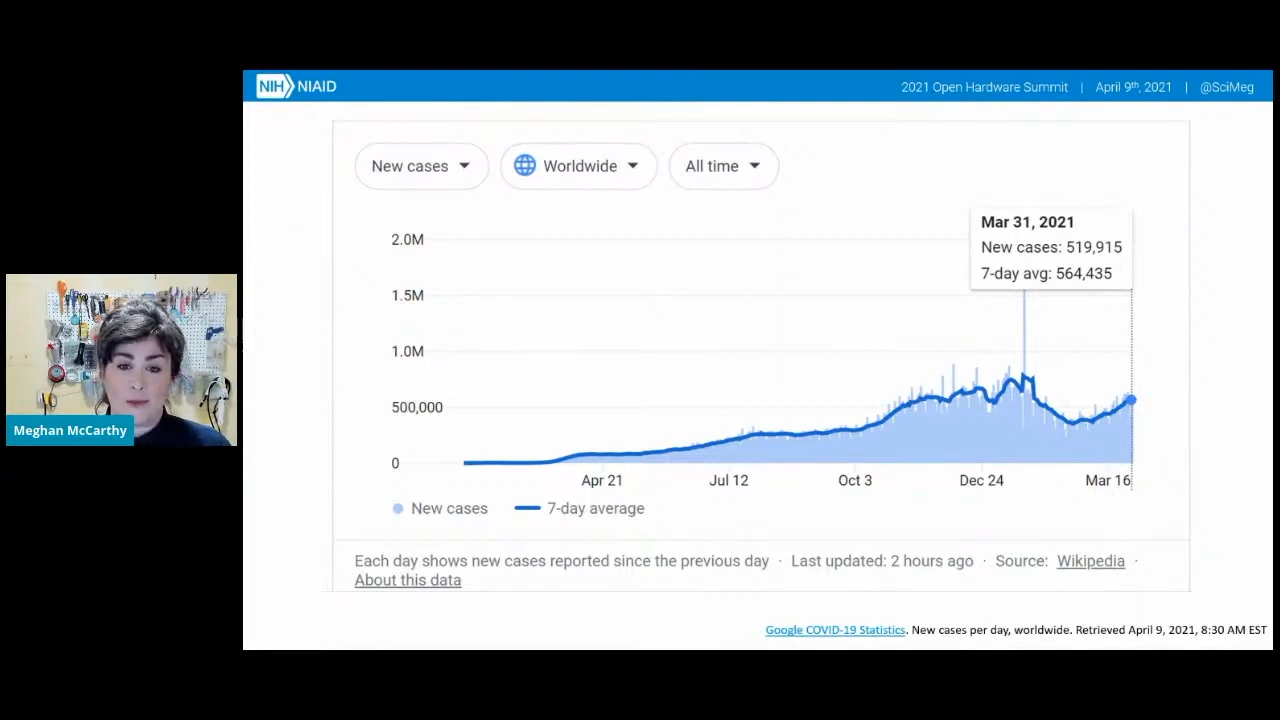 NIH NIAID
2021 Open Hardware Summit | April 9th, 2021 | @SciMeg
New cases Worldwide All time
Mar 31, 2021
New cases: 519,915
7-day avg: 564,435
2.0M
1.5M
1.0M
500,000
0
Apr 21 Jul 12 Oct 3 Dec 24 Mar 16
New cases 7-day average
Meghan McCarthy
Each day shows new cases reported since the previous day · Last updated: 2 hours ago · Source: Wikipedia ·
About this data
Google COVID-19 Statistics. New cases per day, worldwide. Retrieved April 9, 2021, 8:30 AM EST